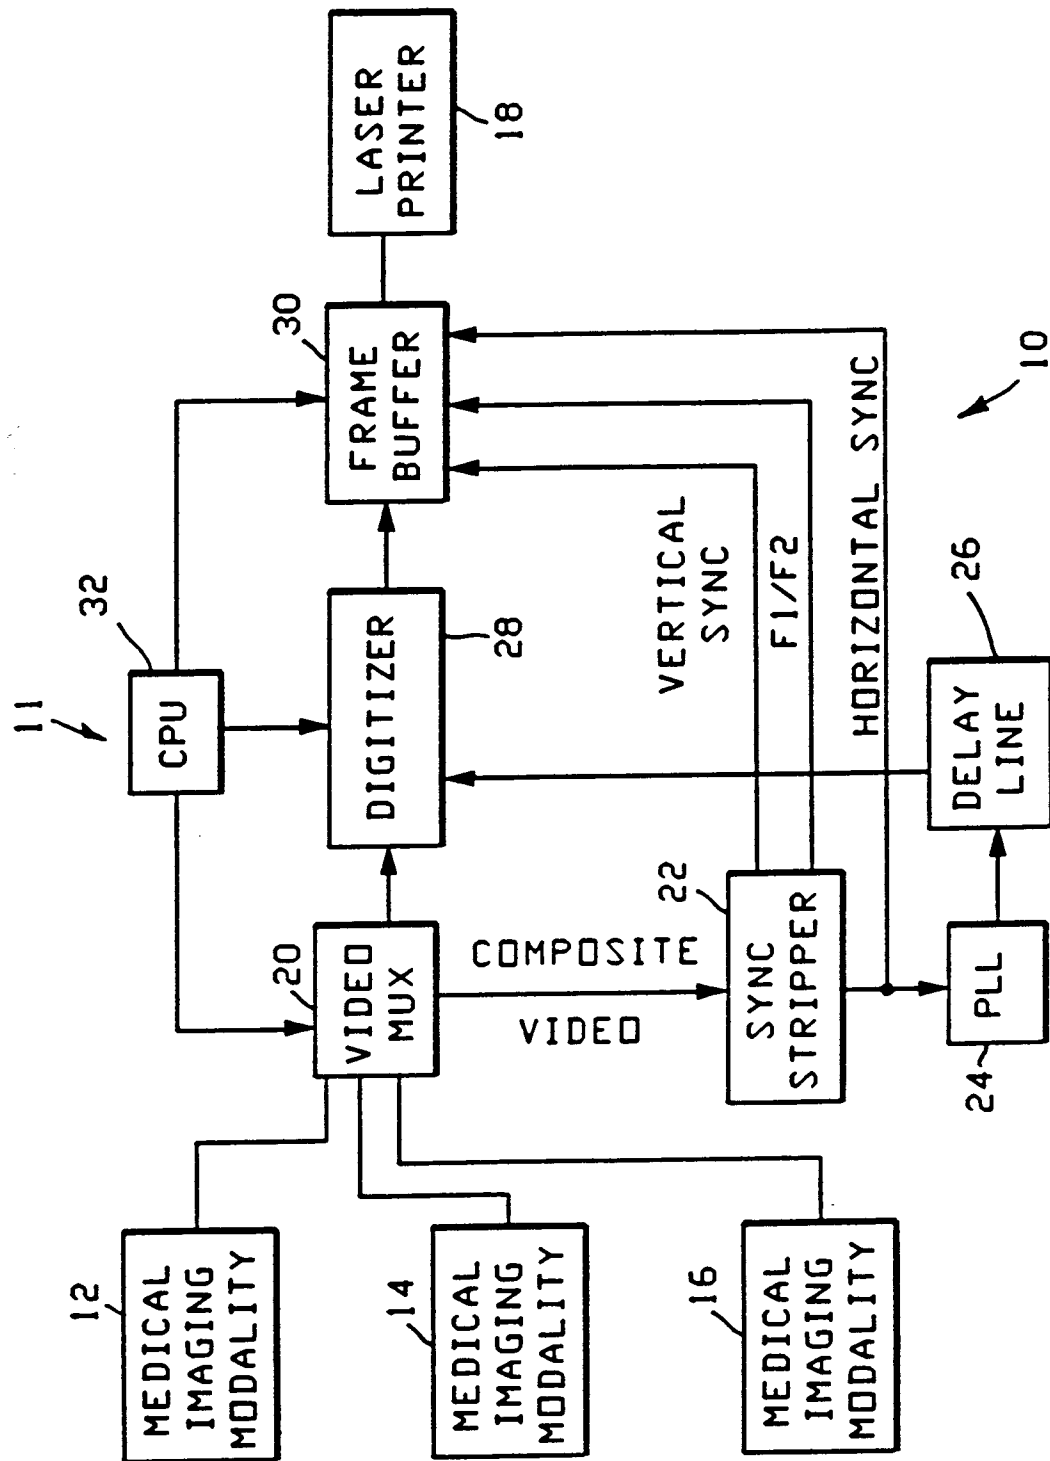 11
32
CPU
12
MEDICAL
IMAGING
MODALITY
20
VIDEO
MUX
DIGITIZER
28
30
FRAME
BUFFER
LASER
PRINTER
18
14
MEDICAL
IMAGING
MODALITY
COMPOSITE
VIDEO
VERTICAL
SYNC
F1/F2
HORIZONTAL SYNC
22
SYNC
STRIPPER
16
MEDICAL
IMAGING
MODALITY
24
PLL
26
DELAY
LINE
10